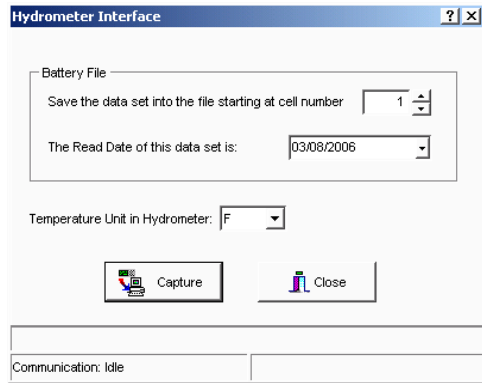 Hydrometer Interface
Battery File
Save the data set into the file starting at cell number 1
The Read Date of this data set is: 03/08/2006
Temperature Unit in Hydrometer: F
Capture Close
Communication: Idle